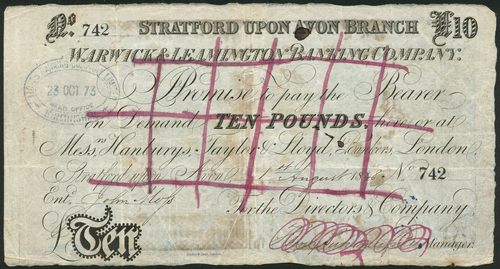 No. 742 STRATFORD UPON AVON BRANCH £10
WARWICK & LEAMINGTON BANKING COMPANY.
23 OCT 73
I Promise to pay the Bearer
on Demand, TEN POUNDS, here or at
Messrs. Hanburys, Taylor & Lloyd, Bankers London
Stratford upon Avon 1st August No 742
Ent. John
For the Directors & Company
£ Ten Manager.